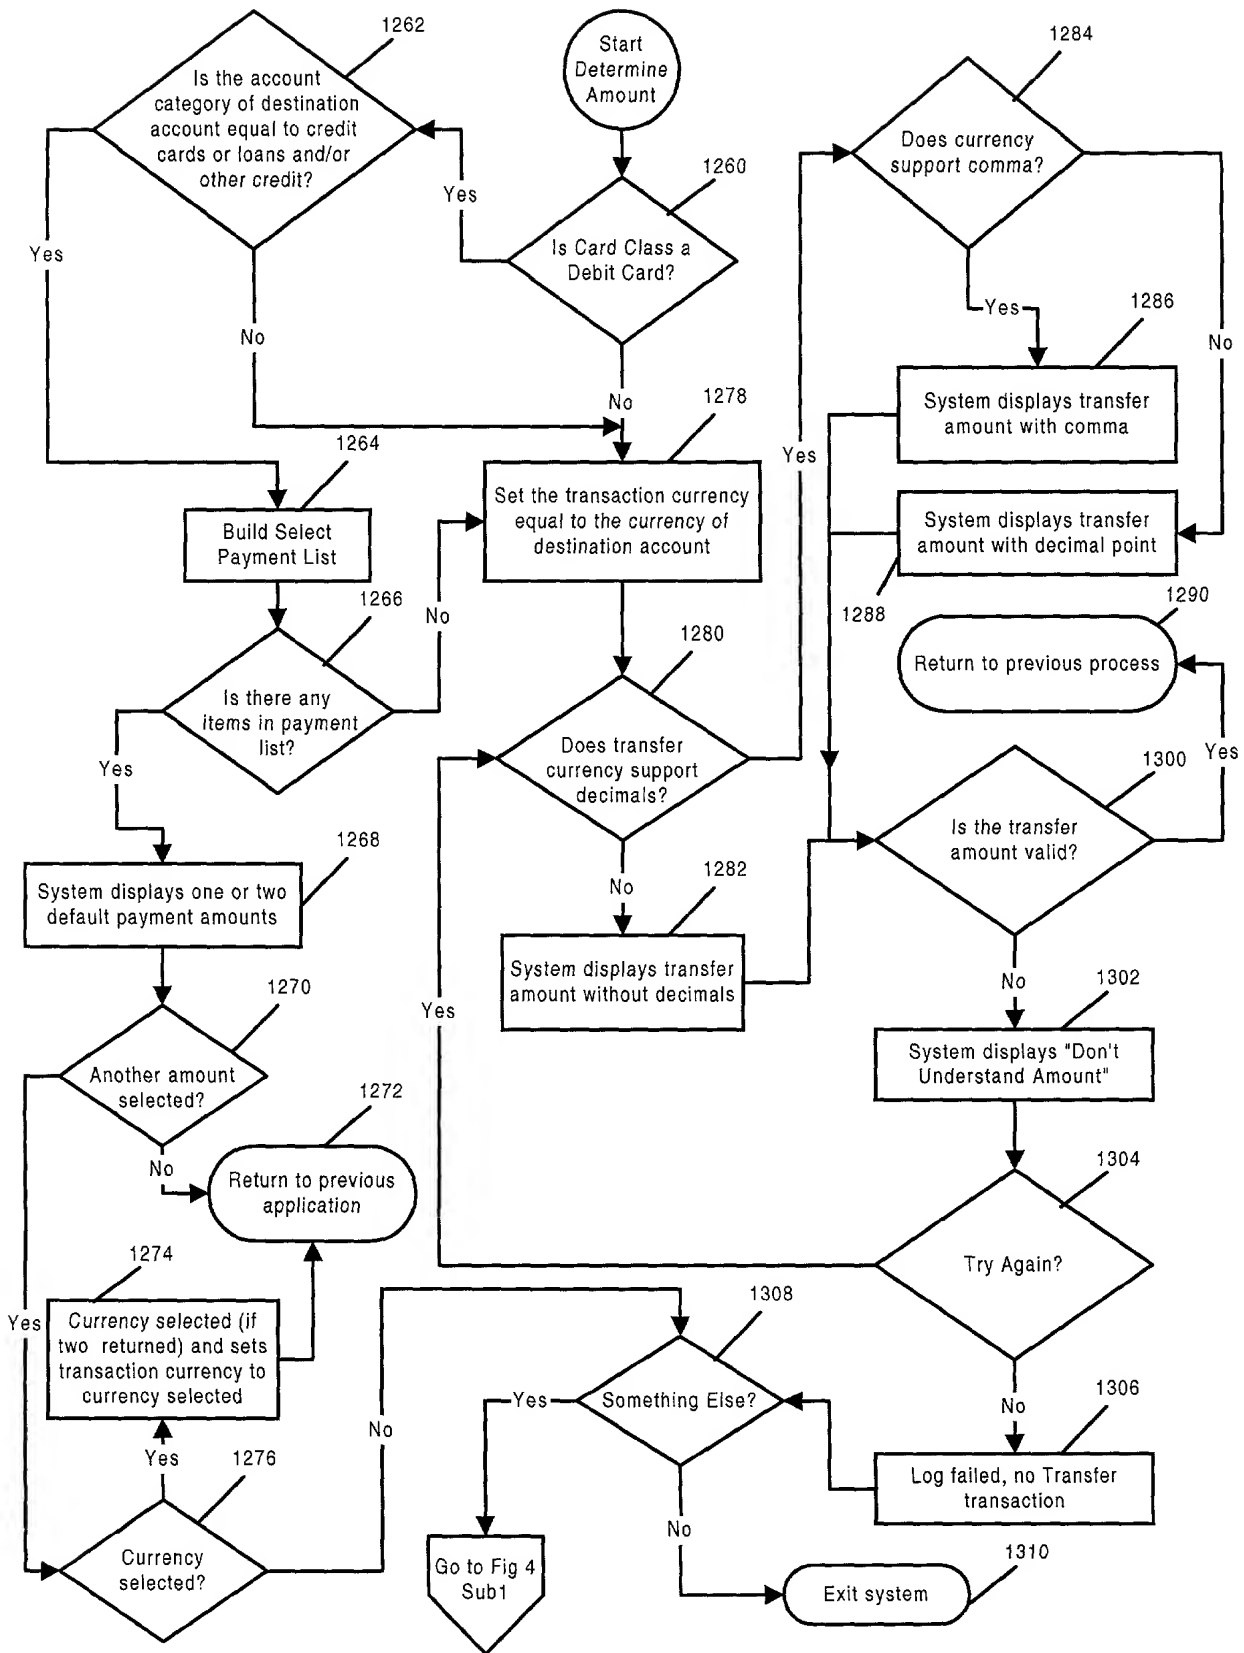 1262
Is the account
category of destination
account equal to credit
cards or loans and/or
other credit?
Start
Determine
Amount
1284
Does currency
support comma?
1260
Is Card Class a
Debit Card?
Yes
Yes
No
No
Yes
1286
System displays transfer
amount with comma
No
1278
Set the transaction currency
equal to the currency of
destination account
Yes
System displays transfer
amount with decimal point
1288
1264
Build Select
Payment List
1266
Is there any
items in payment
list?
No
Yes
1280
Does transfer
currency support
decimals?
1290
Return to previous process
Yes
1300
Is the transfer
amount valid?
No
1282
System displays transfer
amount without decimals
1268
System displays one or two
default payment amounts
1270
Another amount
selected?
No
1272
Return to previous
application
Yes
No
1302
System displays "Don't
Understand Amount"
1304
Try Again?
Yes
1274
Currency selected (if
two returned) and sets
transaction currency to
currency selected
Yes
1276
Currency
selected?
No
1308
Something Else?
Yes
Go to Fig 4
Sub1
No
No
1306
Log failed, no Transfer
transaction
1310
Exit system